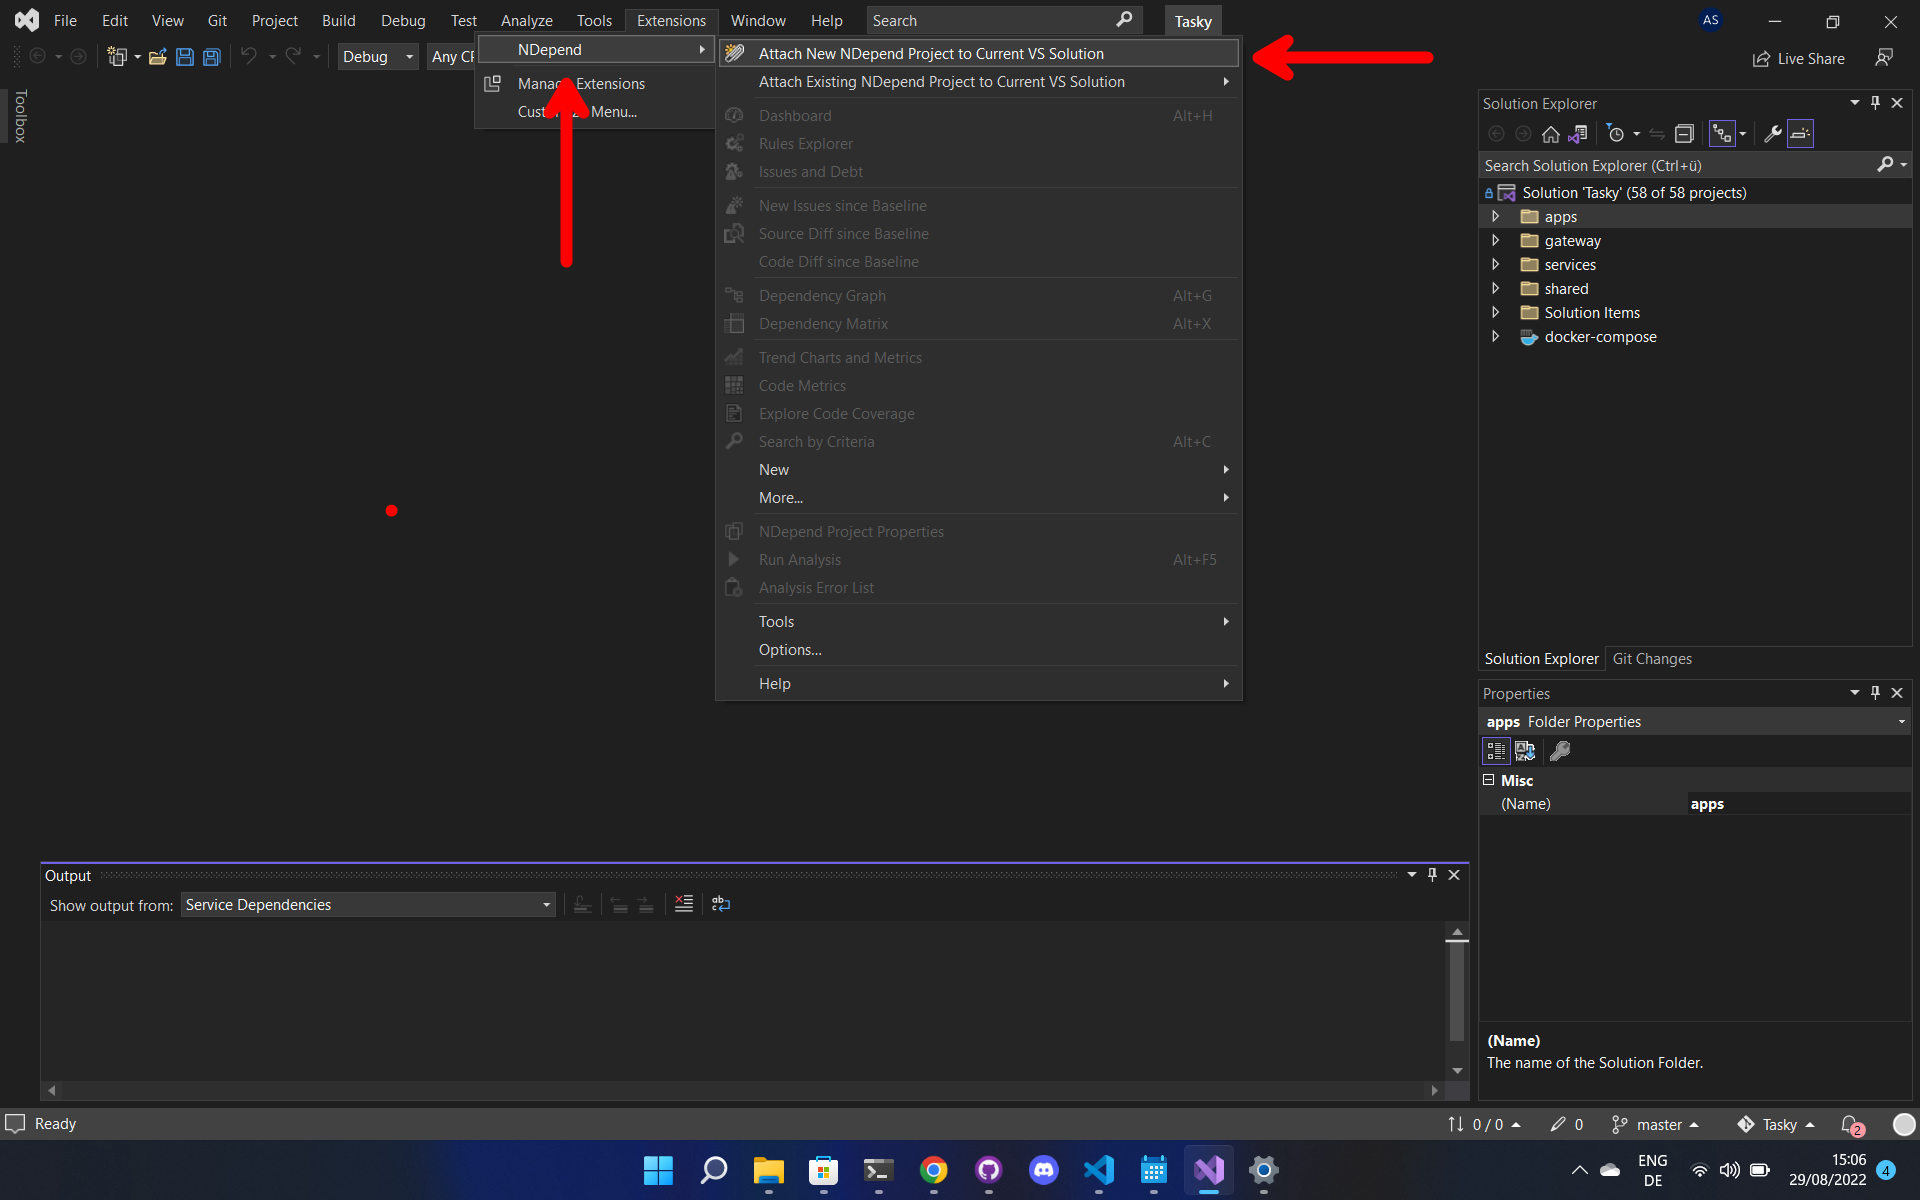 File Edit View Git Project Build Debug Test Analyze Tools Extensions Window Help Search Tasky AS
Debug Any CP Live Share
NDepend
Manage Extensions
Menu...
Attach New NDepend Project to Current VS Solution
Attach Existing NDepend Project to Current VS Solution
Dashboard Alt+H
Rules Explorer
Issues and Debt
New Issues since Baseline
Source Diff since Baseline
Code Diff since Baseline
Dependency Graph Alt+G
Dependency Matrix Alt+X
Trend Charts and Metrics
Code Metrics
Explore Code Coverage
Search by Criteria Alt+C
New
More...
NDepend Project Properties
Run Analysis Alt+F5
Analysis Error List
Tools
Options...
Help
Toolbox
Solution Explorer
Search Solution Explorer (Ctrl+ü)
Solution 'Tasky' (58 of 58 projects)
apps
gateway
services
shared
Solution Items
docker-compose
Solution Explorer Git Changes
Properties
apps Folder Properties
Misc
(Name) apps
(Name)
The name of the Solution Folder.
Output
Show output from: Service Dependencies
Ready 0 / 0 0 master Tasky 2
ENG
DE
15:06
29/08/2022
4